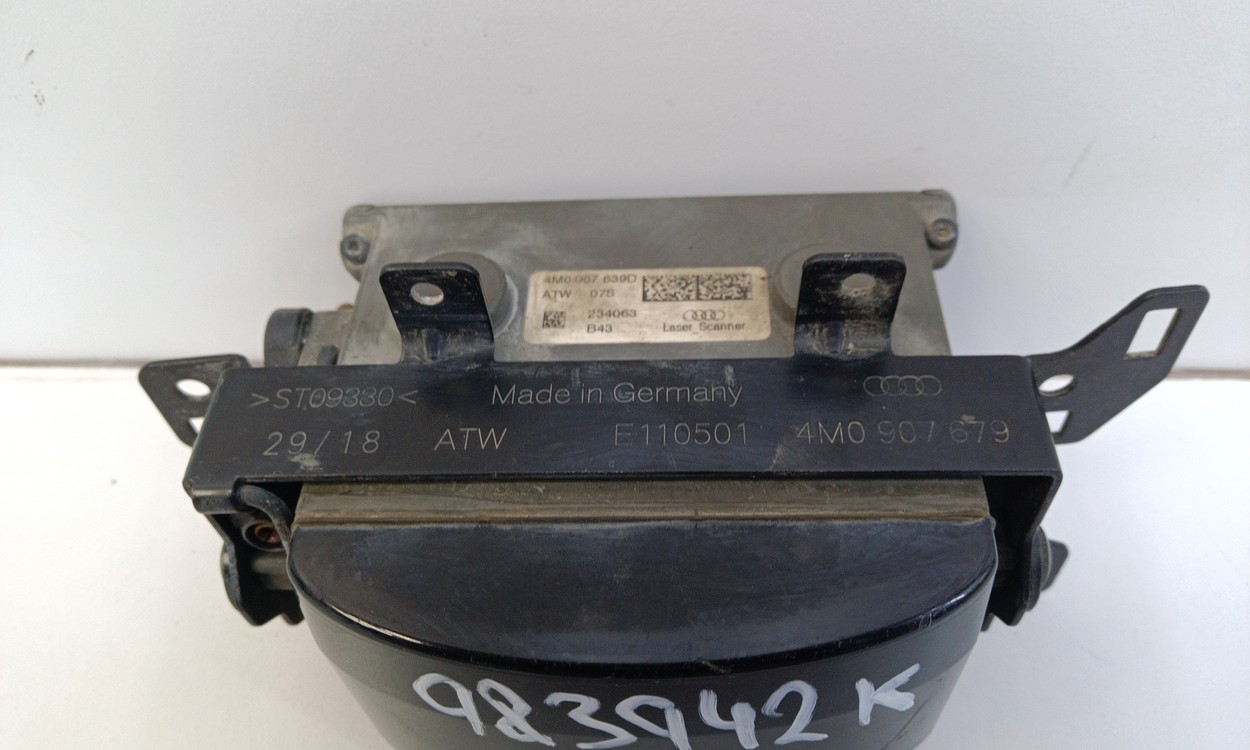 4M0 907 639D
ATW 07S
234063
B43 Laser_Scanner
>ST09330< Made in Germany
29/18 ATW E110501 4M0 907 679
983942K